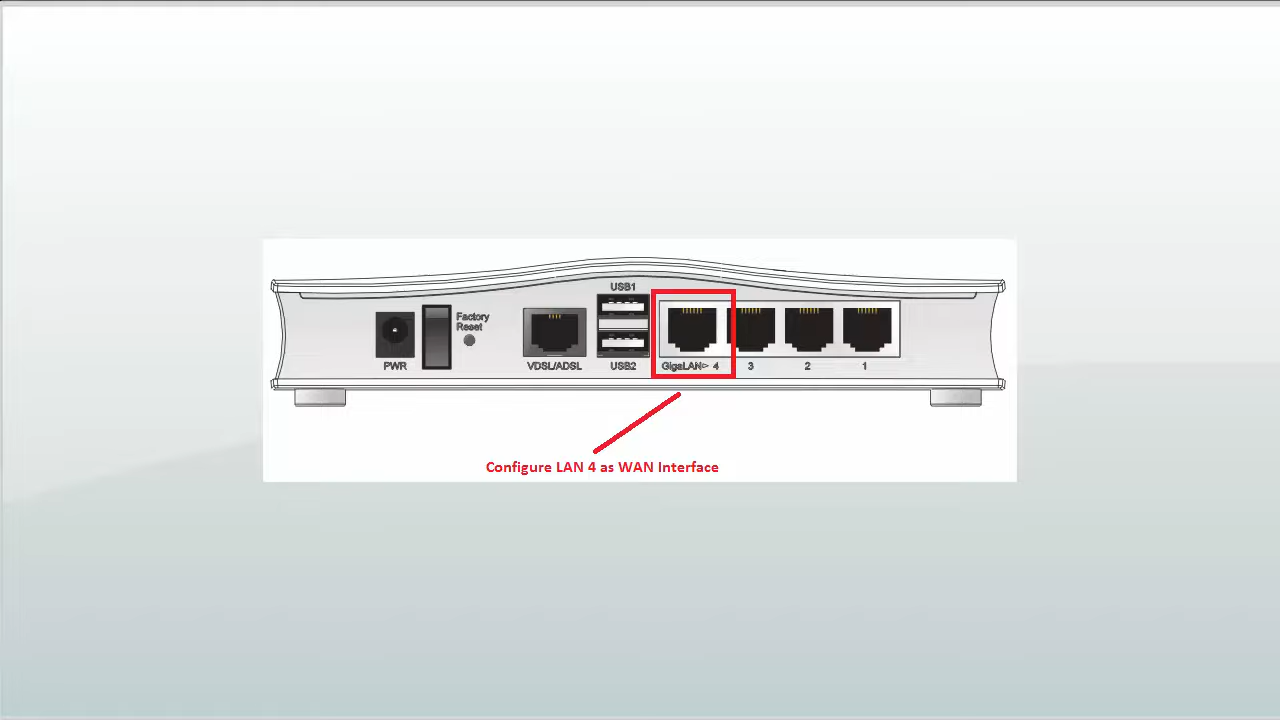 USB1
Factory
Reset
PWR
VDSL/ADSL
USB2
GigaLAN> 4
3
2
1
Configure LAN 4 as WAN Interface